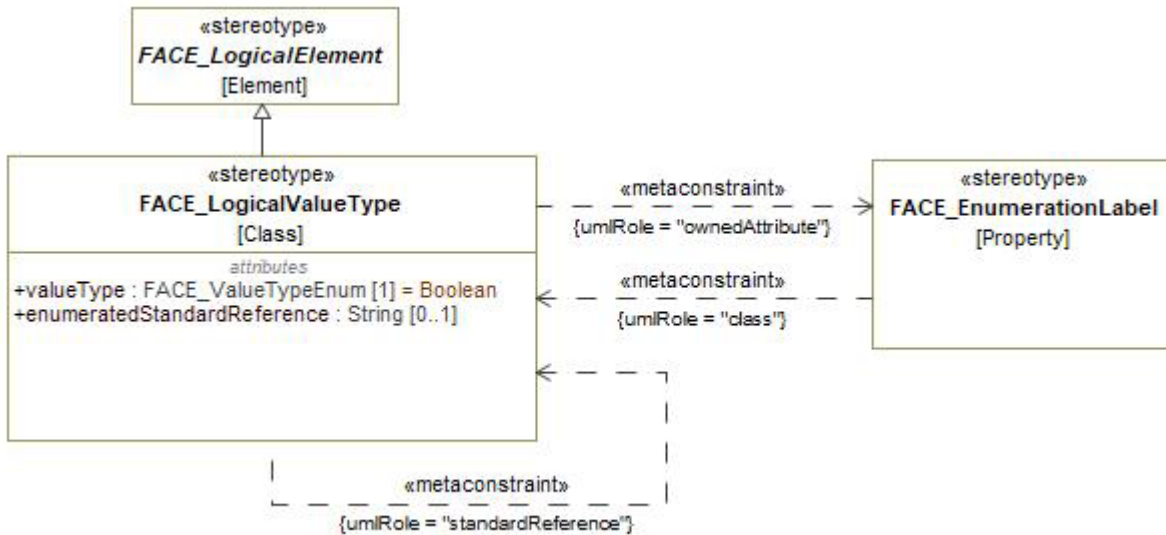 «stereotype»
FACE_LogicalElement
[Element]
«stereotype»
FACE_LogicalValueType
[Class]
attributes
+valueType : FACE_ValueTypeEnum [1] = Boolean
+enumeratedStandardReference : String [0..1]
«metaconstraint»
{umlRole = "ownedAttribute"}
«metaconstraint»
{umlRole = "class"}
«stereotype»
FACE_EnumerationLabel
[Property]
«metaconstraint»
{umlRole = "standardReference"}